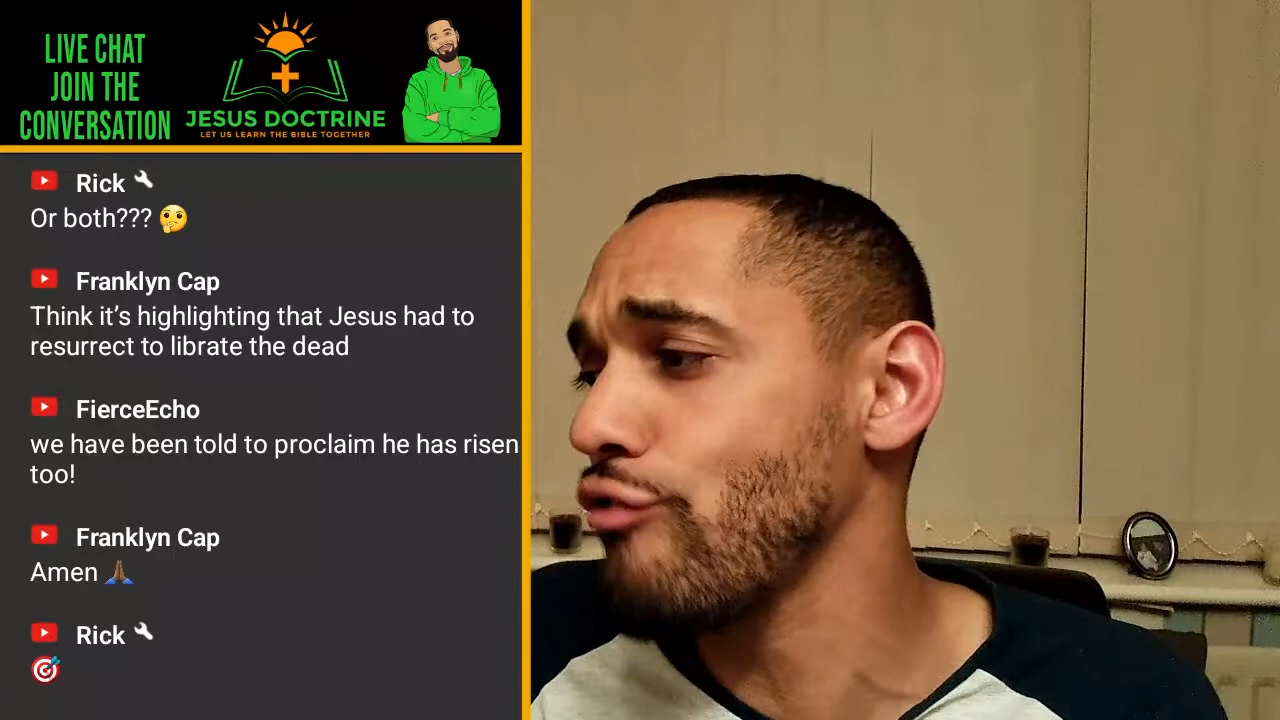 LIVE CHAT
JOIN THE
CONVERSATION
JESUS DOCTRINE
LET US LEARN THE BIBLE TOGETHER
Rick
Or both??? 🤔
Franklyn Cap
Think it’s highlighting that Jesus had to
resurrect to librate the dead
FierceEcho
we have been told to proclaim he has risen
too!
Franklyn Cap
Amen 🙏🏾
Rick
🎯